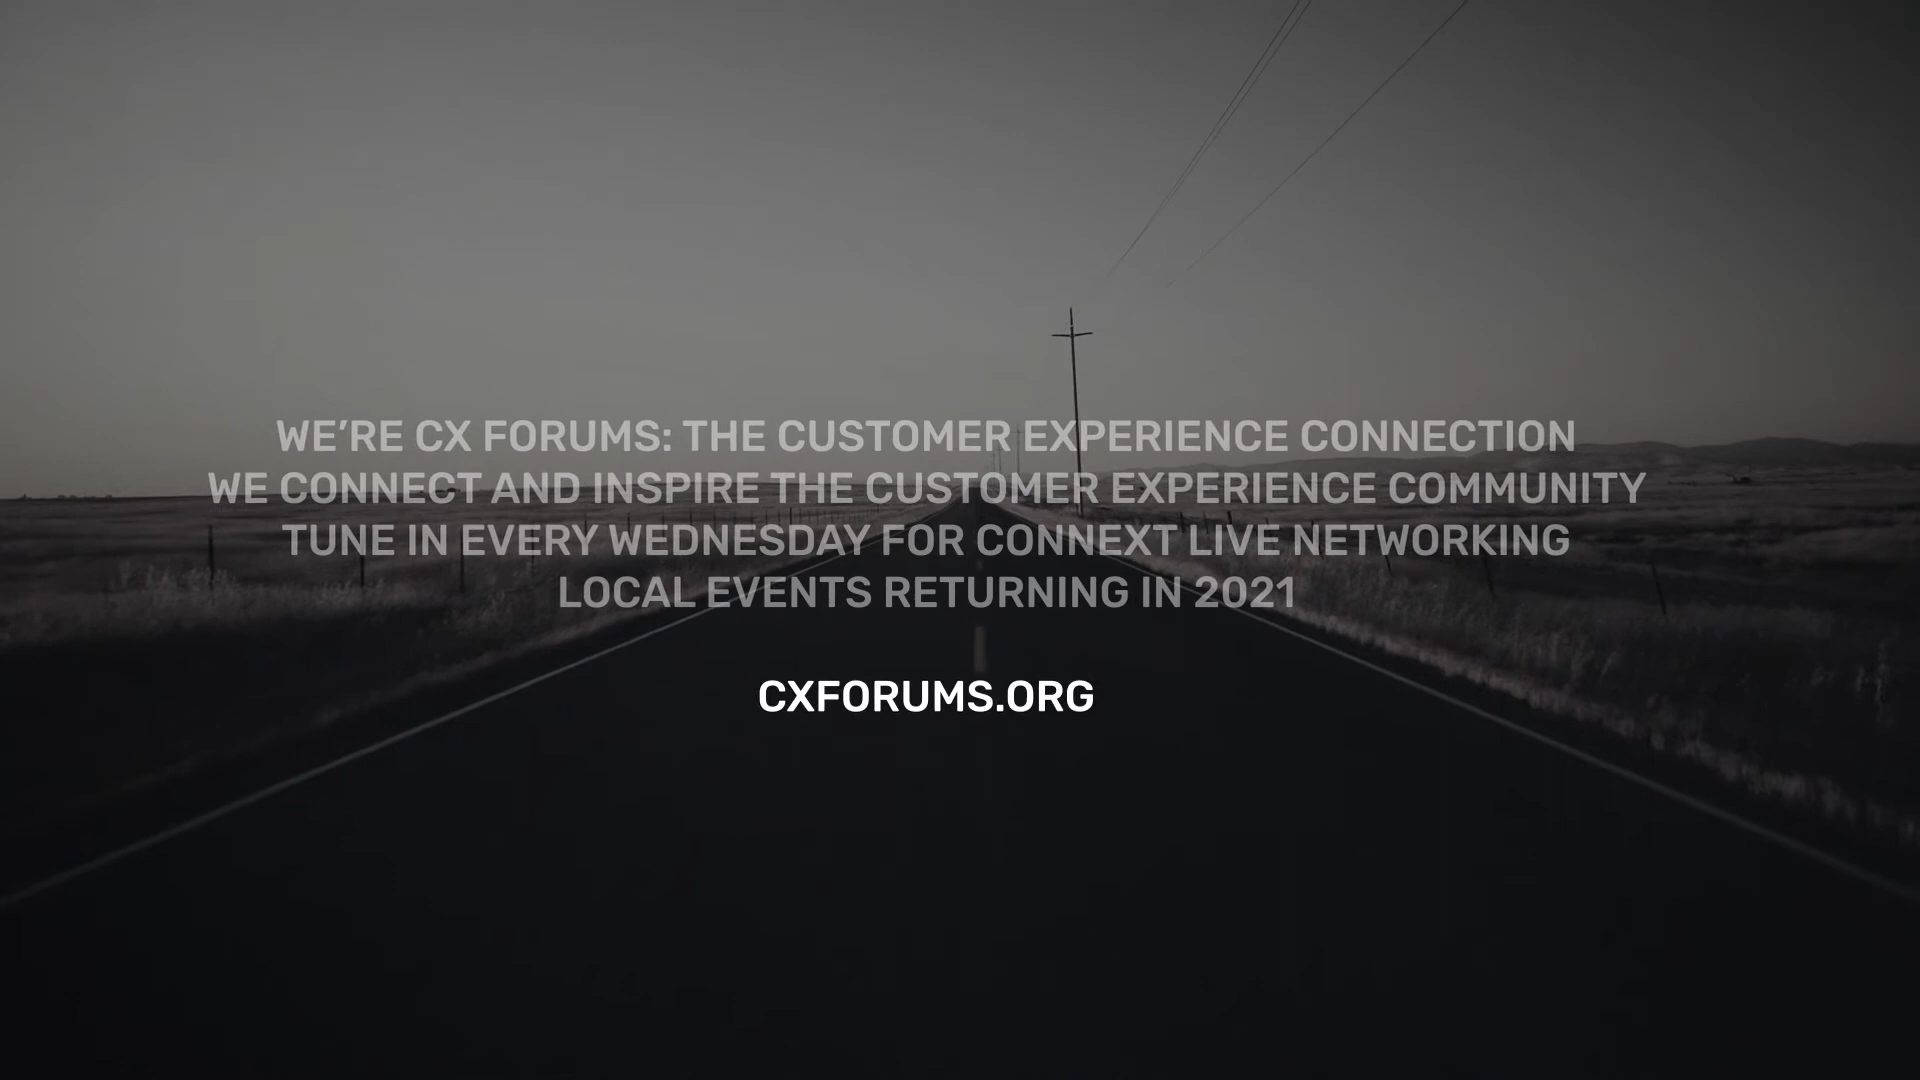 WE’RE CX FORUMS: THE CUSTOMER EXPERIENCE CONNECTION
WE CONNECT AND INSPIRE THE CUSTOMER EXPERIENCE COMMUNITY
TUNE IN EVERY WEDNESDAY FOR CONNEXT LIVE NETWORKING
LOCAL EVENTS RETURNING IN 2021
CXFORUMS.ORG